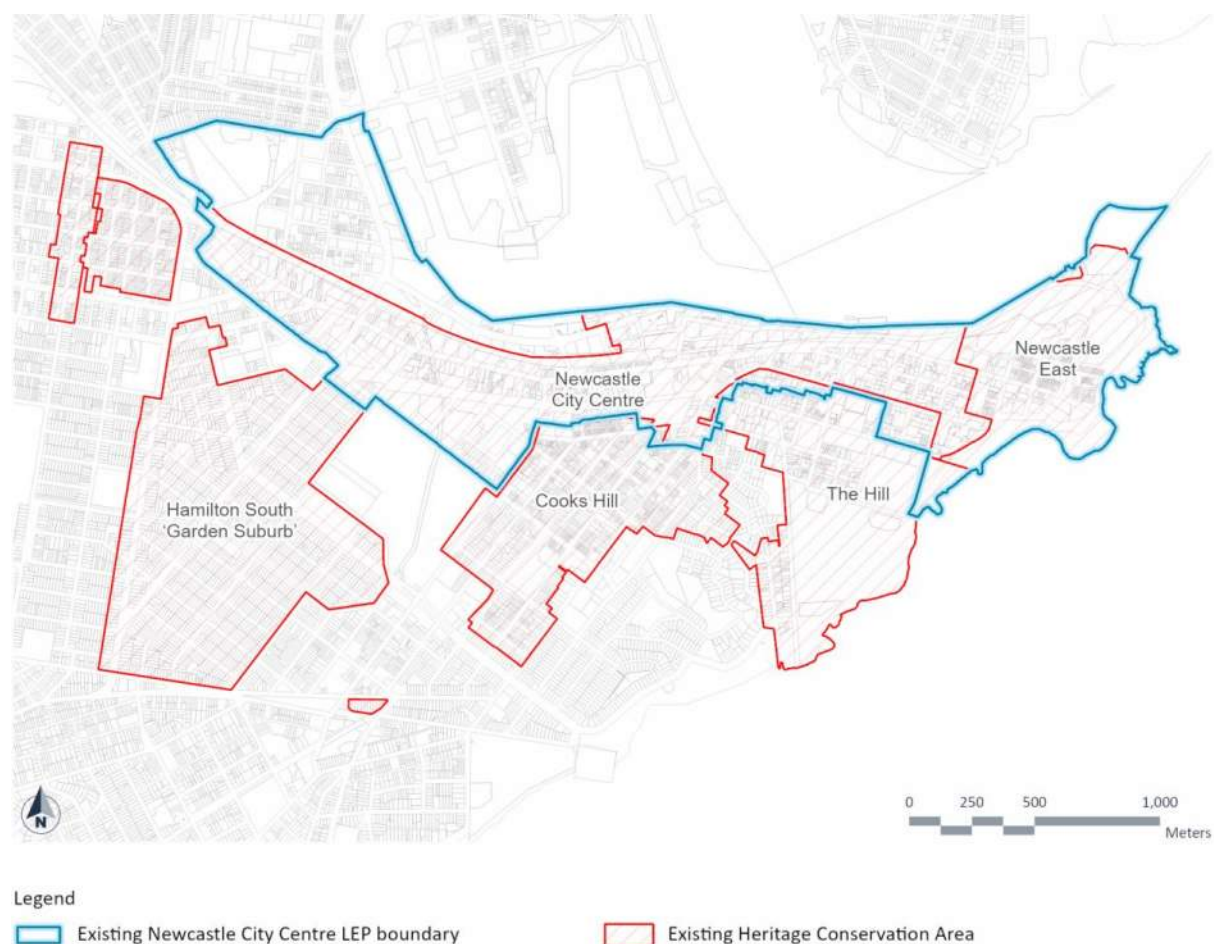 Newcastle
East
Newcastle
City Centre
The Hill
Cooks Hill
Hamilton South
‘Garden Suburb’
N
0 250 500 1,000
Meters
Legend
Existing Newcastle City Centre LEP boundary
Existing Heritage Conservation Area